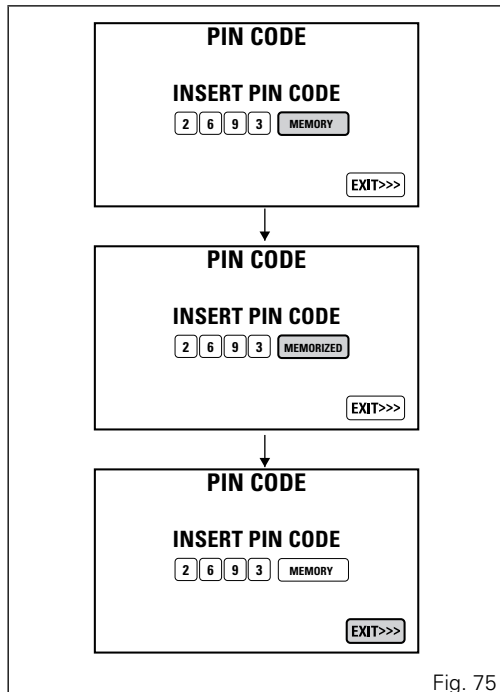 PIN CODE
INSERT PIN CODE
2 6 9 3 MEMORY
EXIT>>>
PIN CODE
INSERT PIN CODE
2 6 9 3 MEMORIZED
EXIT>>>
PIN CODE
INSERT PIN CODE
2 6 9 3 MEMORY
EXIT>>>
Fig. 75